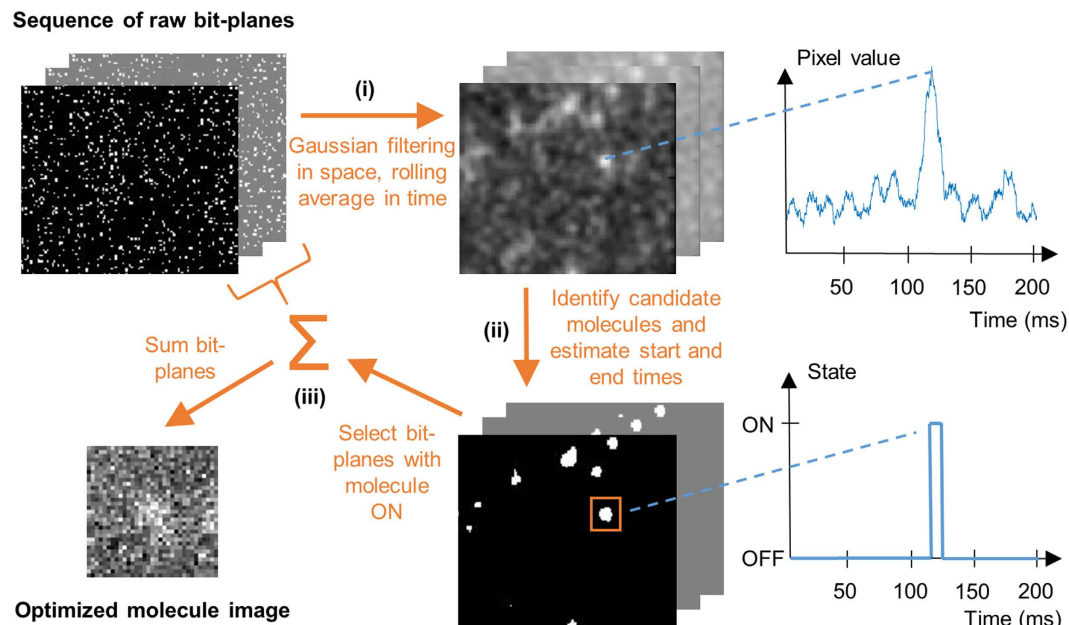 Sequence of raw bit-planes
(i)
Gaussian filtering
in space, rolling
average in time
Pixel value
50
100
150
200
Time (ms)
(ii)
Identify candidate
molecules and
estimate start and
end times
Sum bit-
planes
Σ
(iii)
Select bit-
planes with
molecule
ON
State
ON
OFF
50
100
150
200
Time (ms)
Optimized molecule image